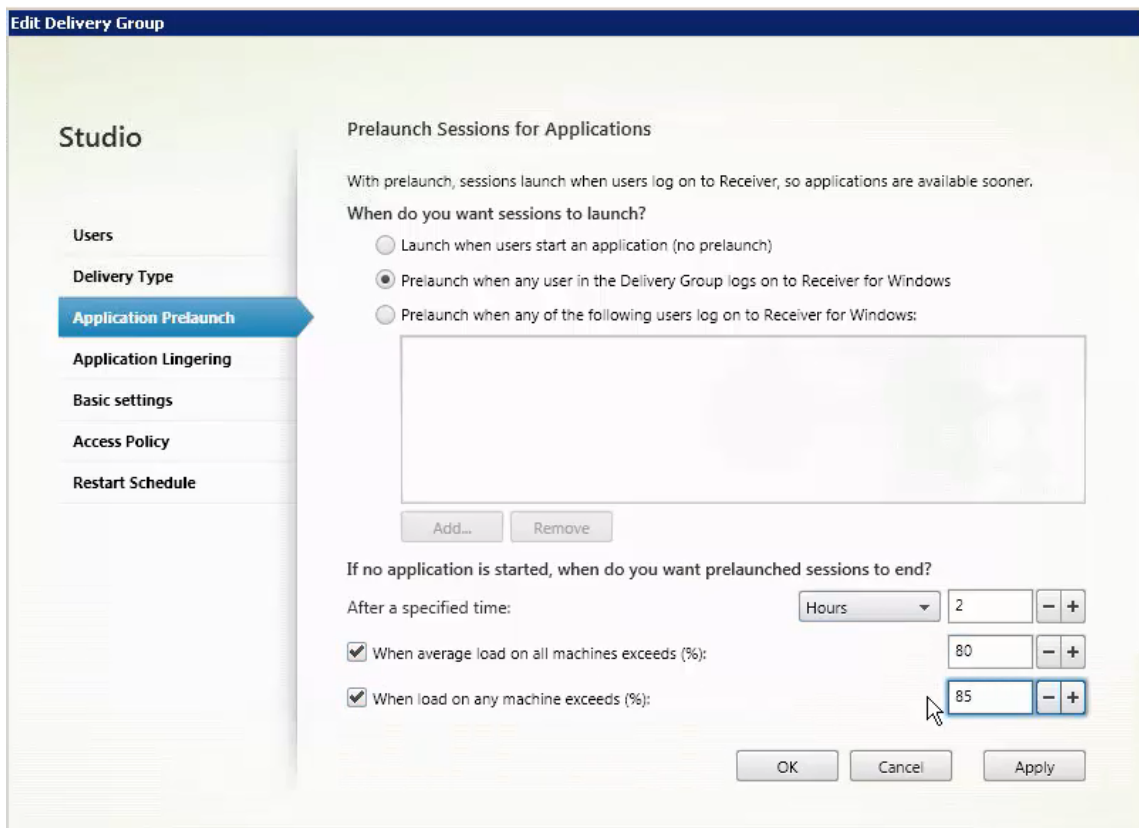 Edit Delivery Group
Studio
Users
Delivery Type
Application Prelaunch
Application Lingering
Basic settings
Access Policy
Restart Schedule
Prelaunch Sessions for Applications
With prelaunch, sessions launch when users log on to Receiver, so applications are available sooner.
When do you want sessions to launch?
Launch when users start an application (no prelaunch)
Prelaunch when any user in the Delivery Group logs on to Receiver for Windows
Prelaunch when any of the following users log on to Receiver for Windows:
Add... Remove
If no application is started, when do you want prelaunched sessions to end?
After a specified time: Hours 2 − +
When average load on all machines exceeds (%): 80 − +
When load on any machine exceeds (%): 85 − +
OK Cancel Apply